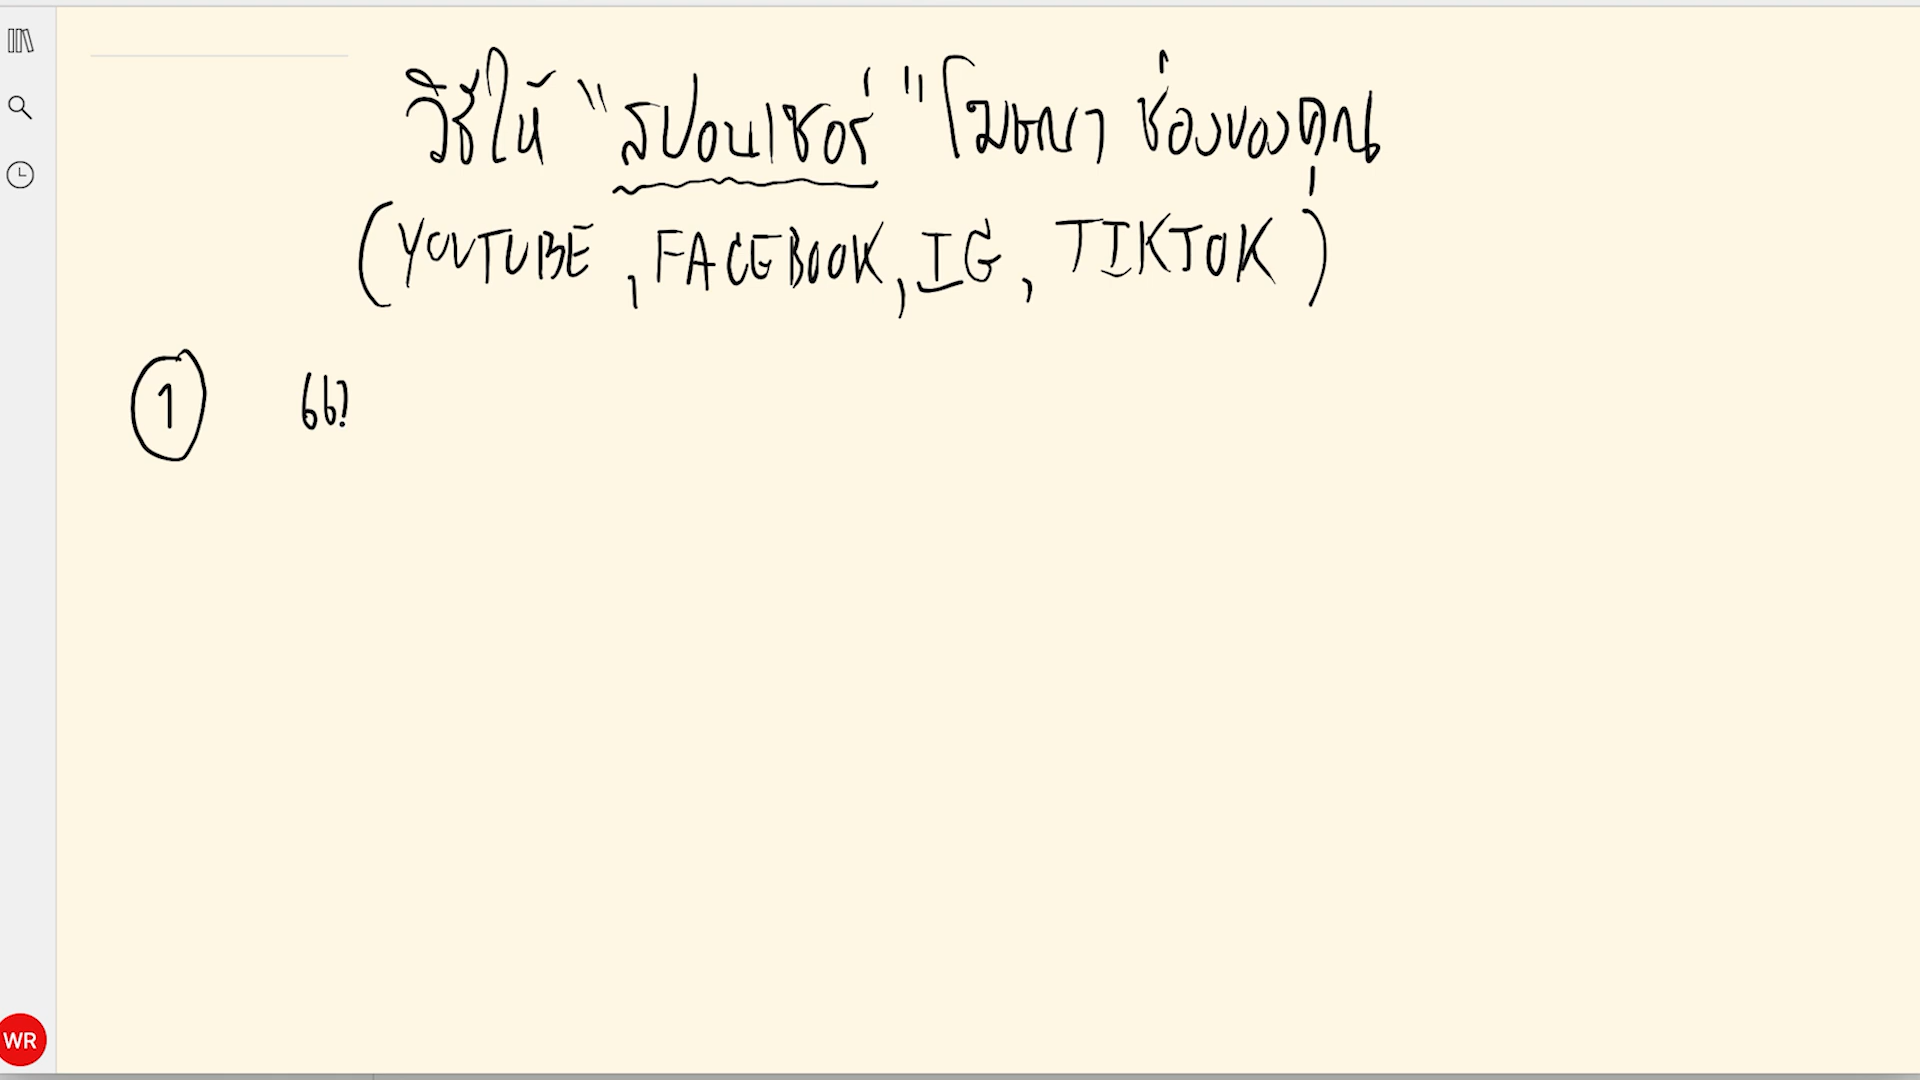 วิธีให้ "สปอนเซอร์" โฆษณา ช่องของคุณ
(YOUTUBE, FACEBOOK, IG, TIKTOK)
1
WR